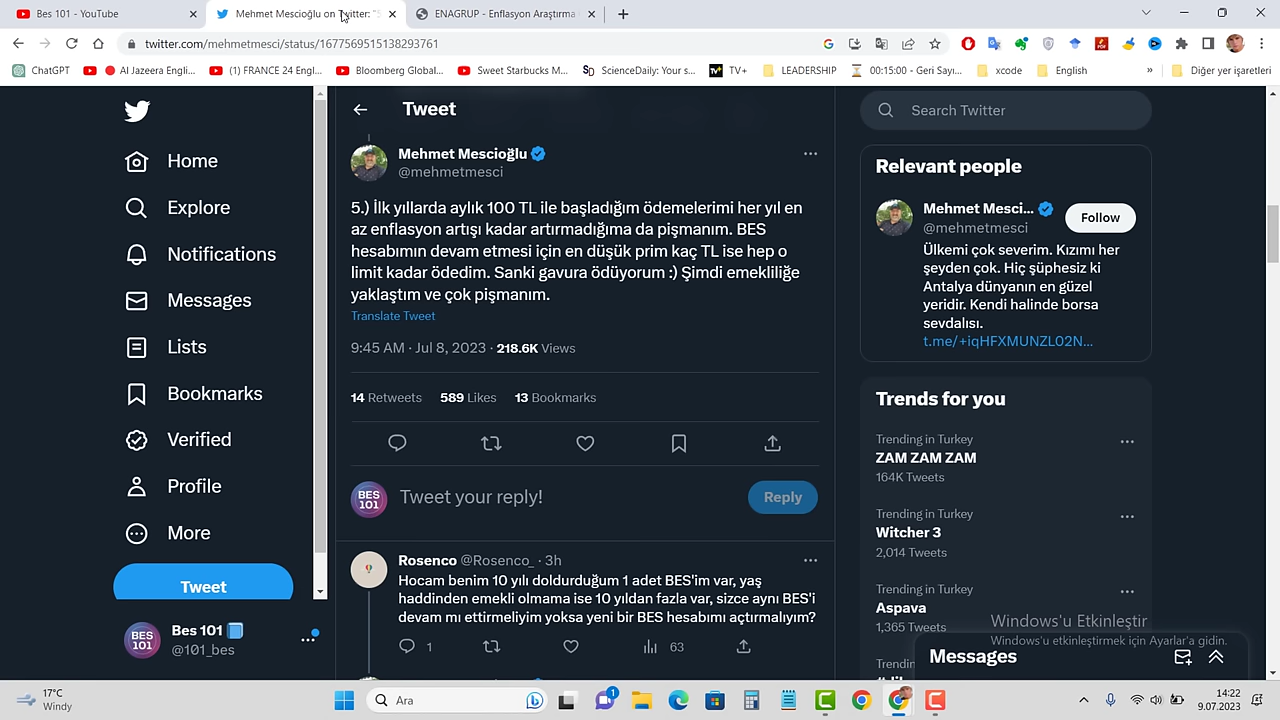 Bes 101 - YouTube
Mehmet Mescioğlu on Twitter: "5
ENAGRUP - Enflasyon Araştırma
twitter.com/mehmetmesci/status/1677569515138293761
ChatGPT
Al Jazeera Engli...
(1) FRANCE 24 Engl...
Bloomberg Global...
Sweet Starbucks M...
ScienceDaily: Your s...
TV+
LEADERSHIP
00:15:00 - Geri Sayı...
xcode
English
»
Diğer yer işaretleri
Home
Explore
Notifications
Messages
Lists
Bookmarks
Verified
Profile
More
Tweet
BES 101
Bes 101
@101_bes
Tweet
Mehmet Mescioğlu
@mehmetmesci
5.) İlk yıllarda aylık 100 TL ile başladığım ödemelerimi her yıl en
az enflasyon artışı kadar artırmadığıma da pişmanım. BES
hesabımın devam etmesi için en düşük prim kaç TL ise hep o
limit kadar ödedim. Sanki gavura ödüyorum :) Şimdi emekliliğe
yaklaştım ve çok pişmanım.
Translate Tweet
9:45 AM · Jul 8, 2023 · 218.6K Views
14 Retweets 589 Likes 13 Bookmarks
BES 101
Tweet your reply!
Reply
Rosenco @Rosenco_ · 3h
Hocam benim 10 yılı doldurduğum 1 adet BES'im var, yaş
haddinden emekli olmama ise 10 yıldan fazla var, sizce aynı BES'i
devam mı ettirmeliyim yoksa yeni bir BES hesabımı açtırmalıyım?
1
63
Search Twitter
Relevant people
Mehmet Mesci...
@mehmetmesci
Follow
Ülkemi çok severim. Kızımı her
şeyden çok. Hiç şüphesiz ki
Antalya dünyanın en güzel
yeridir. Kendi halinde borsa
sevdalısı.
t.me/+iqHFXMUNZL02N...
Trends for you
Trending in Turkey
ZAM ZAM ZAM
164K Tweets
Trending in Turkey
Witcher 3
2,014 Tweets
Trending in Turkey
Aspava
1,365 Tweets
Windows'u Etkinleştir
Windows'u etkinleştirmek için Ayarlar'a gidin.
Messages
17°C
Windy
Ara
1
14:22
9.07.2023